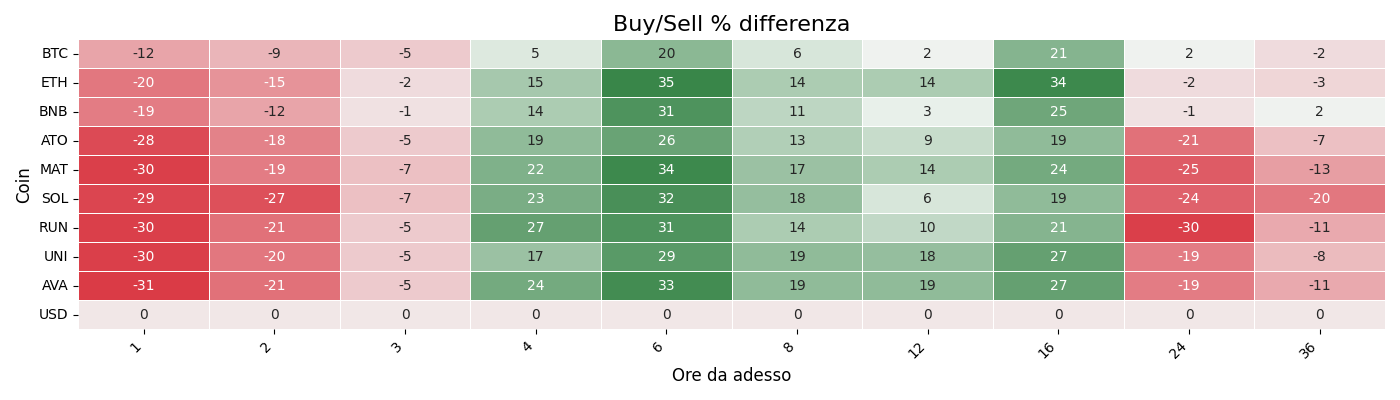 Buy/Sell % differenza
Coin
BTC -12 -9 -5 5 20 6 2 21 2 -2
ETH -20 -15 -2 15 35 14 14 34 -2 -3
BNB -19 -12 -1 14 31 11 3 25 -1 2
ATO -28 -18 -5 19 26 13 9 19 -21 -7
MAT -30 -19 -7 22 34 17 14 24 -25 -13
SOL -29 -27 -7 23 32 18 6 19 -24 -20
RUN -30 -21 -5 27 31 14 10 21 -30 -11
UNI -30 -20 -5 17 29 19 18 27 -19 -8
AVA -31 -21 -5 24 33 19 19 27 -19 -11
USD 0 0 0 0 0 0 0 0 0 0
1 2 3 4 6 8 12 16 24 36
Ore da adesso